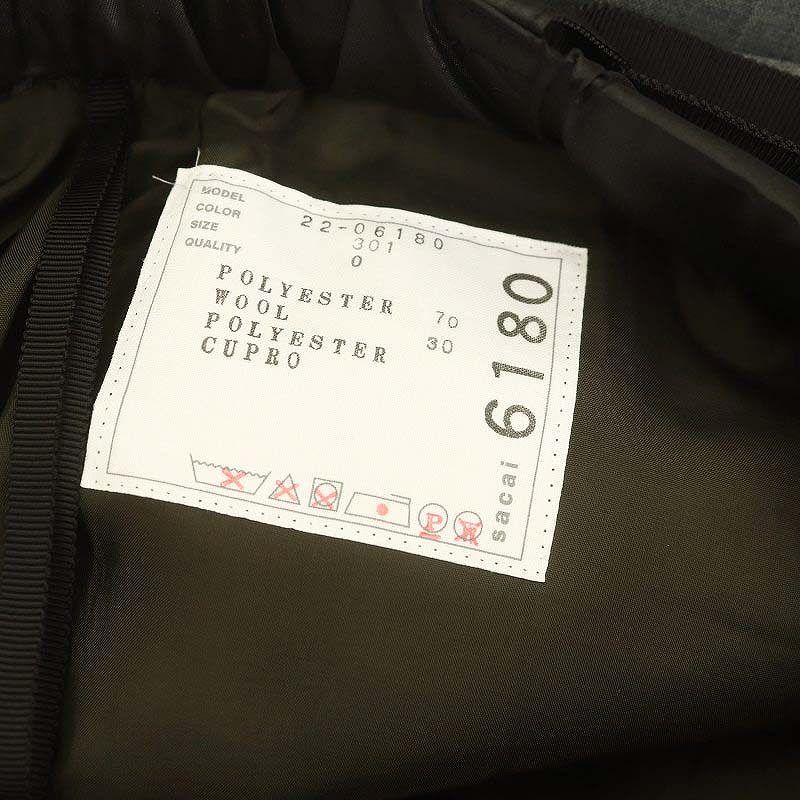 MODEL 22-06180
COLOR 301
SIZE 0
QUALITY
POLYESTER 70
WOOL 30
POLYESTER
CUPRO
P
W
sacai 6180